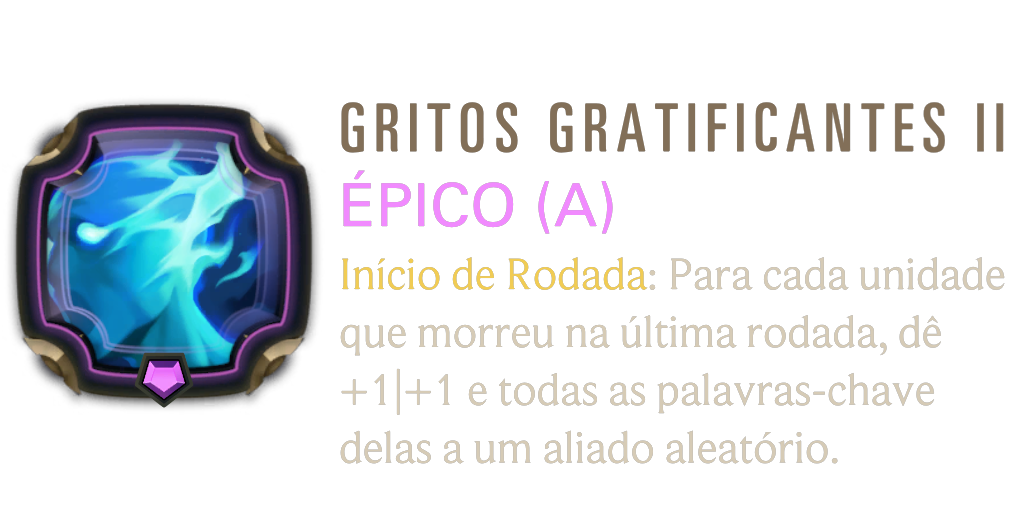 GRITOS GRATIFICANTES II
ÉPICO (A)
Início de Rodada: Para cada unidade
que morreu na última rodada, dê
+1|+1 e todas as palavras-chave
delas a um aliado aleatório.